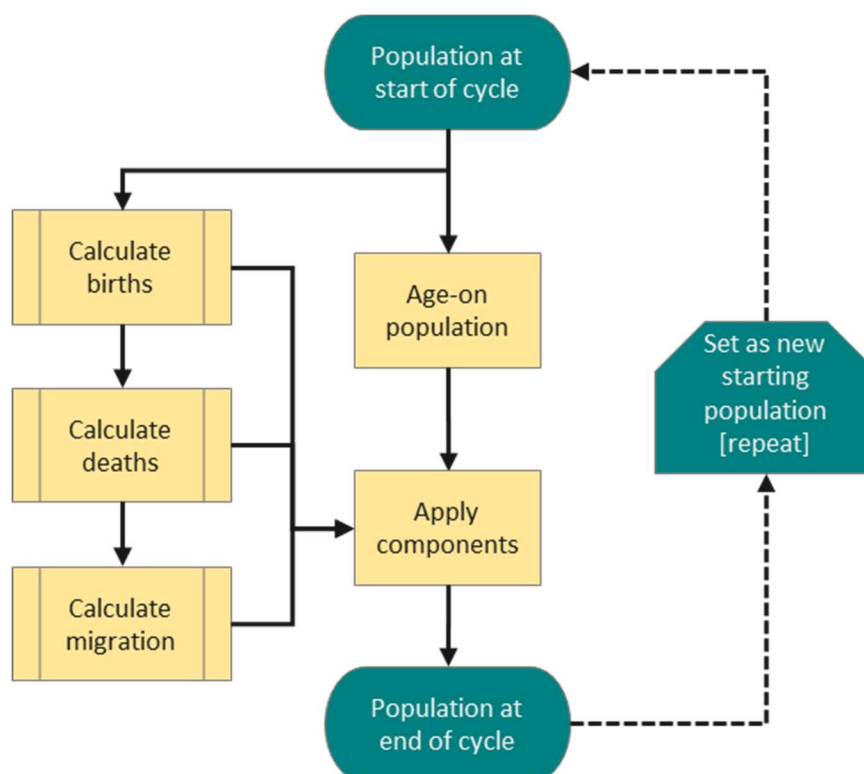 Population at
start of cycle
Calculate
births
Age-on
population
Set as new
starting
population
[repeat]
Calculate
deaths
Apply
components
Calculate
migration
Population at
end of cycle